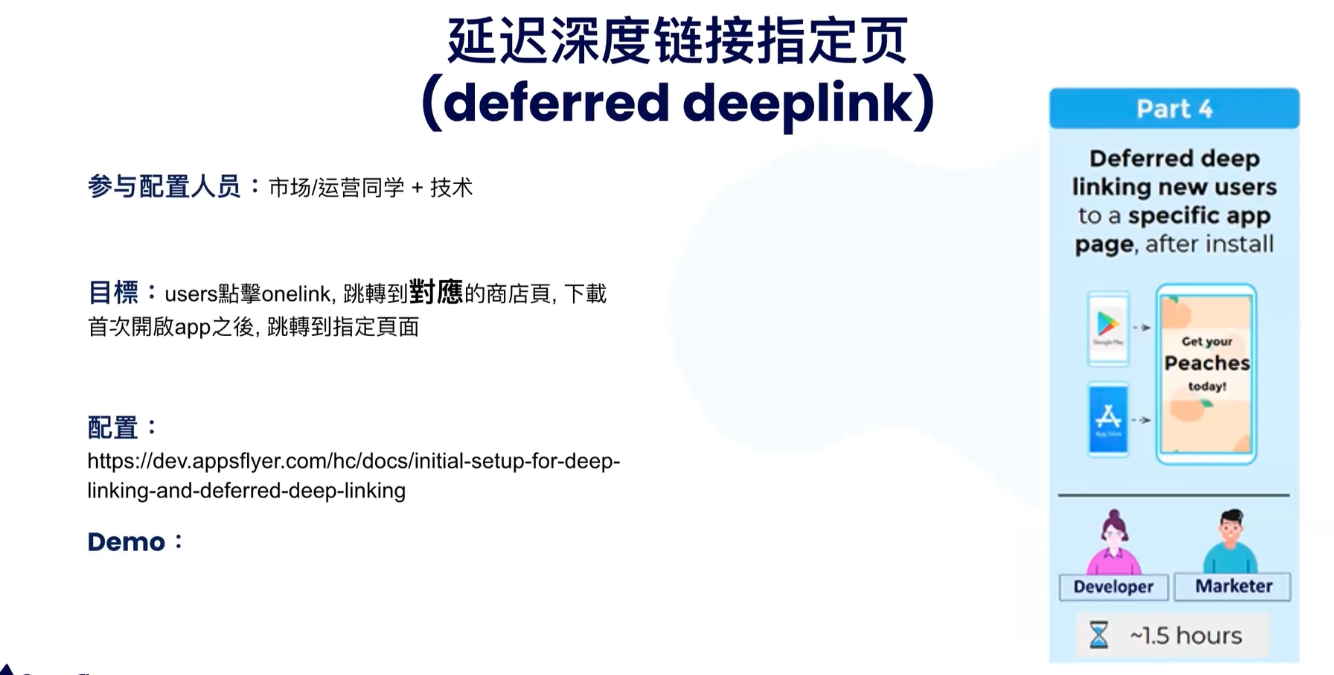 延迟深度链接指定页
(deferred deeplink)
参与配置人员：市场/运营同学 + 技术
目標：users點擊onelink, 跳轉到對應的商店頁, 下載
首次開啟app之後, 跳轉到指定頁面
配置：
https://dev.appsflyer.com/hc/docs/initial-setup-for-deep-
linking-and-deferred-deep-linking
Demo：
Part 4
Deferred deep
linking new users
to a specific app
page, after install
Google Play
Get your
Peaches
today!
App Store
Developer
Marketer
~1.5 hours